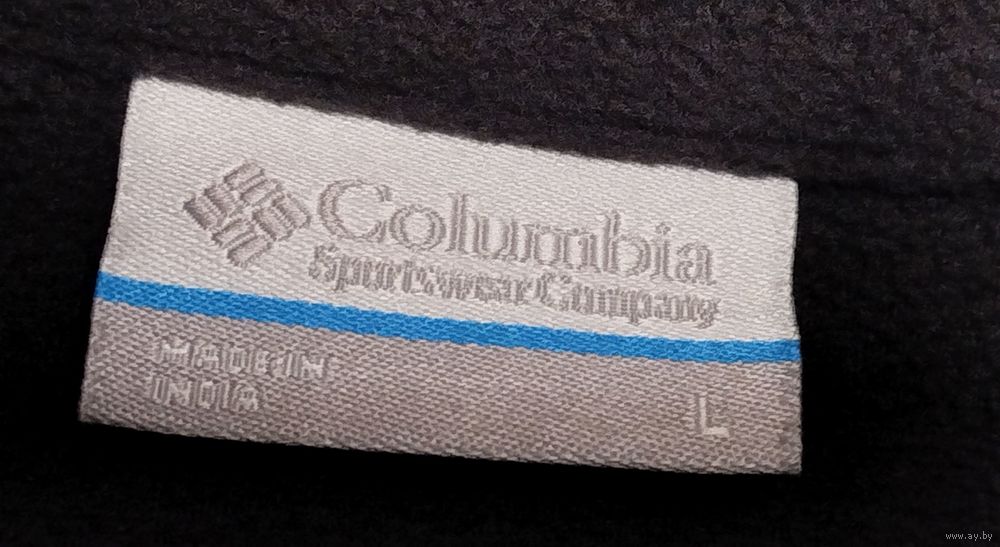 Columbia
Sportswear Company
MADE IN
INDIA
L
www.ay.by